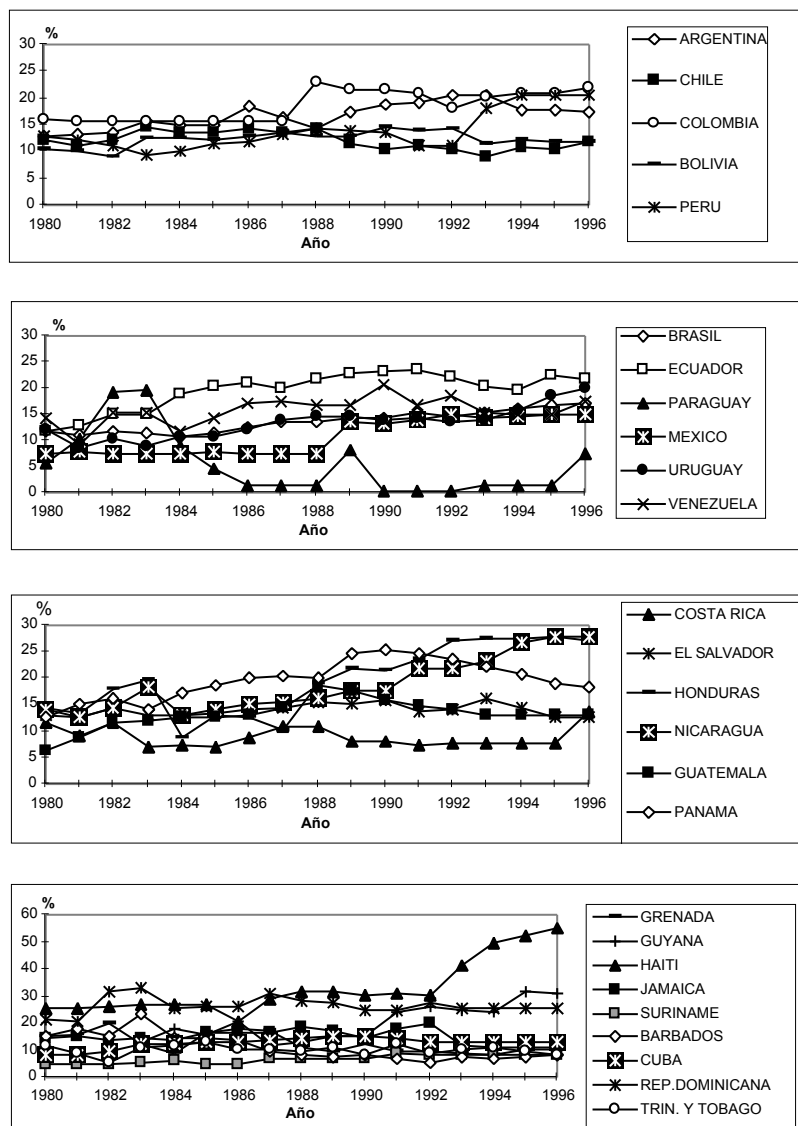 %
30
25
20
15
10
5
0
1980 1982 1984 1986 1988 1990 1992 1994 1996
Año
ARGENTINA
CHILE
COLOMBIA
BOLIVIA
PERU
%
30
25
20
15
10
5
0
1980 1982 1984 1986 1988 1990 1992 1994 1996
Año
BRASIL
ECUADOR
PARAGUAY
MEXICO
URUGUAY
VENEZUELA
%
30
25
20
15
10
5
0
1980 1982 1984 1986 1988 1990 1992 1994 1996
Año
COSTA RICA
EL SALVADOR
HONDURAS
NICARAGUA
GUATEMALA
PANAMA
%
60
50
40
30
20
10
0
1980 1982 1984 1986 1988 1990 1992 1994 1996
Año
GRENADA
GUYANA
HAITI
JAMAICA
SURINAME
BARBADOS
CUBA
REP.DOMINICANA
TRIN. Y TOBAGO